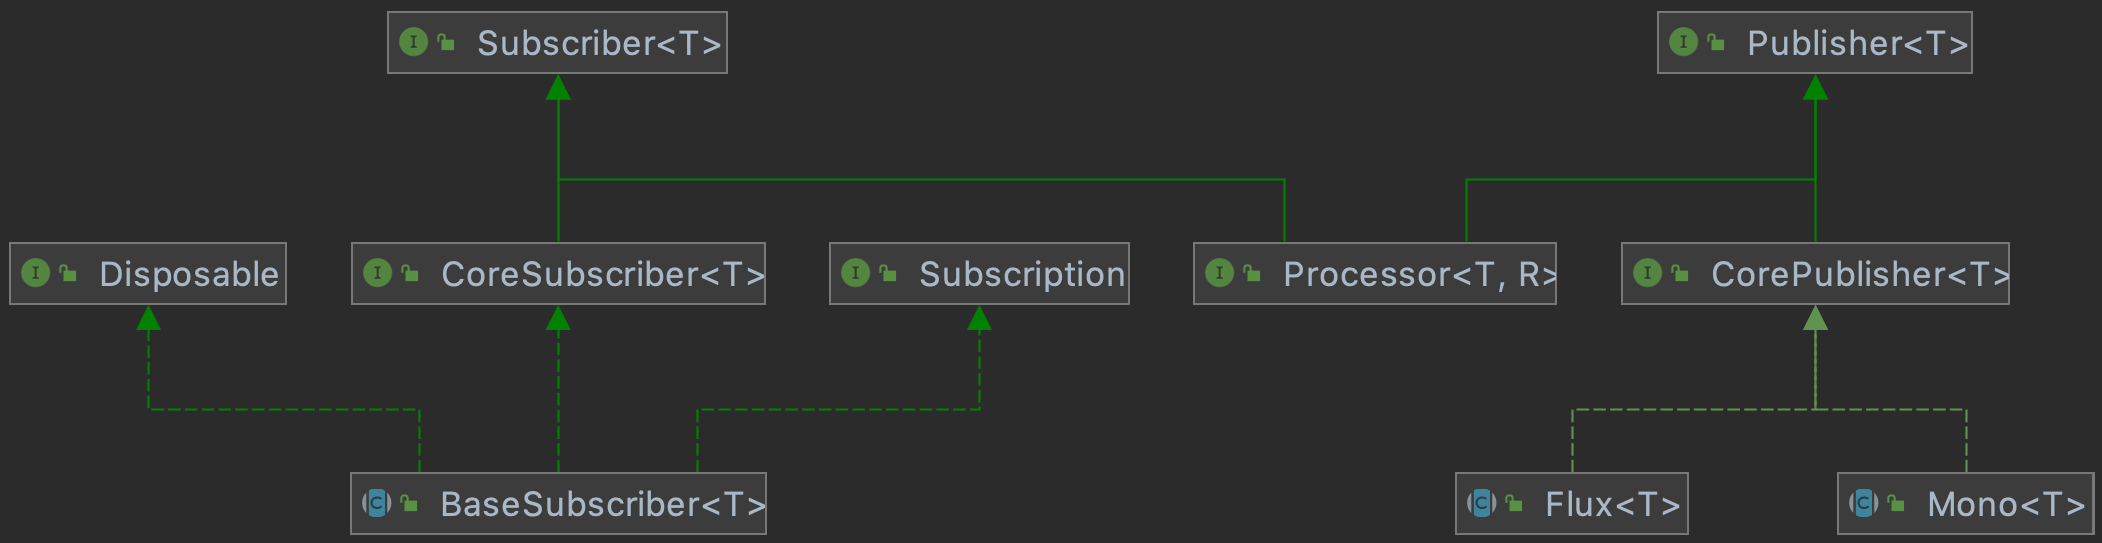 Subscriber<T>
Publisher<T>
Disposable
CoreSubscriber<T>
Subscription
Processor<T, R>
CorePublisher<T>
BaseSubscriber<T>
Flux<T>
Mono<T>